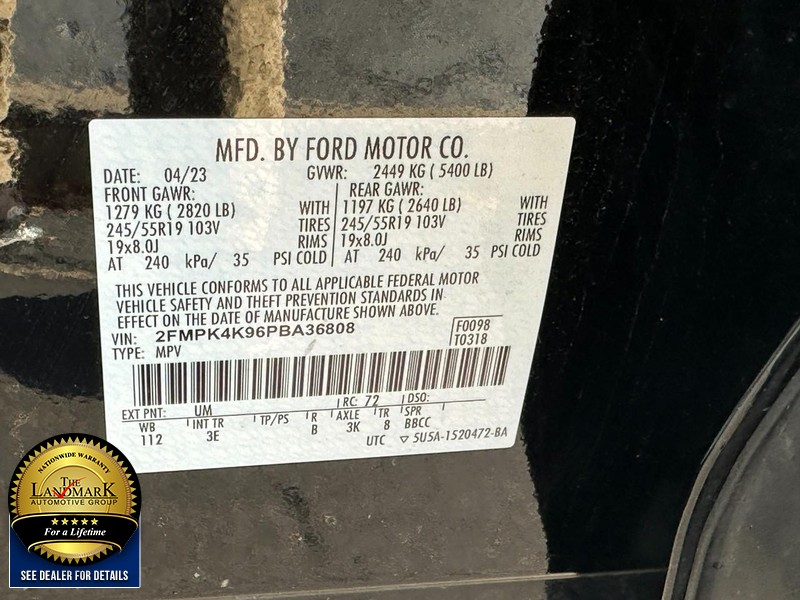 MFD. BY FORD MOTOR CO.
DATE: 04/23 GVWR: 2449 KG ( 5400 LB)
FRONT GAWR: REAR GAWR:
1279 KG ( 2820 LB) WITH 1197 KG ( 2640 LB) WITH
245/55R19 103V TIRES 245/55R19 103V TIRES
19x8.0J RIMS 19x8.0J RIMS
AT 240 kPa/ 35 PSI COLD AT 240 kPa/ 35 PSI COLD
THIS VEHICLE CONFORMS TO ALL APPLICABLE FEDERAL MOTOR
VEHICLE SAFETY AND THEFT PREVENTION STANDARDS IN
EFFECT ON THE DATE OF MANUFACTURE SHOWN ABOVE.
VIN: 2FMPK4K96PBA36808 F0098
TYPE: MPV T0318
EXT PNT: UM RC: 72 DSO:
WB INT TR TP/PS R AXLE TR SPR
112 3E B 3K 8 BBCC
UTC 5U5A-1520472-BA
NATIONWIDE WARRANTY
THE
LANDMARK
AUTOMOTIVE GROUP
For a Lifetime
SEE DEALER FOR DETAILS